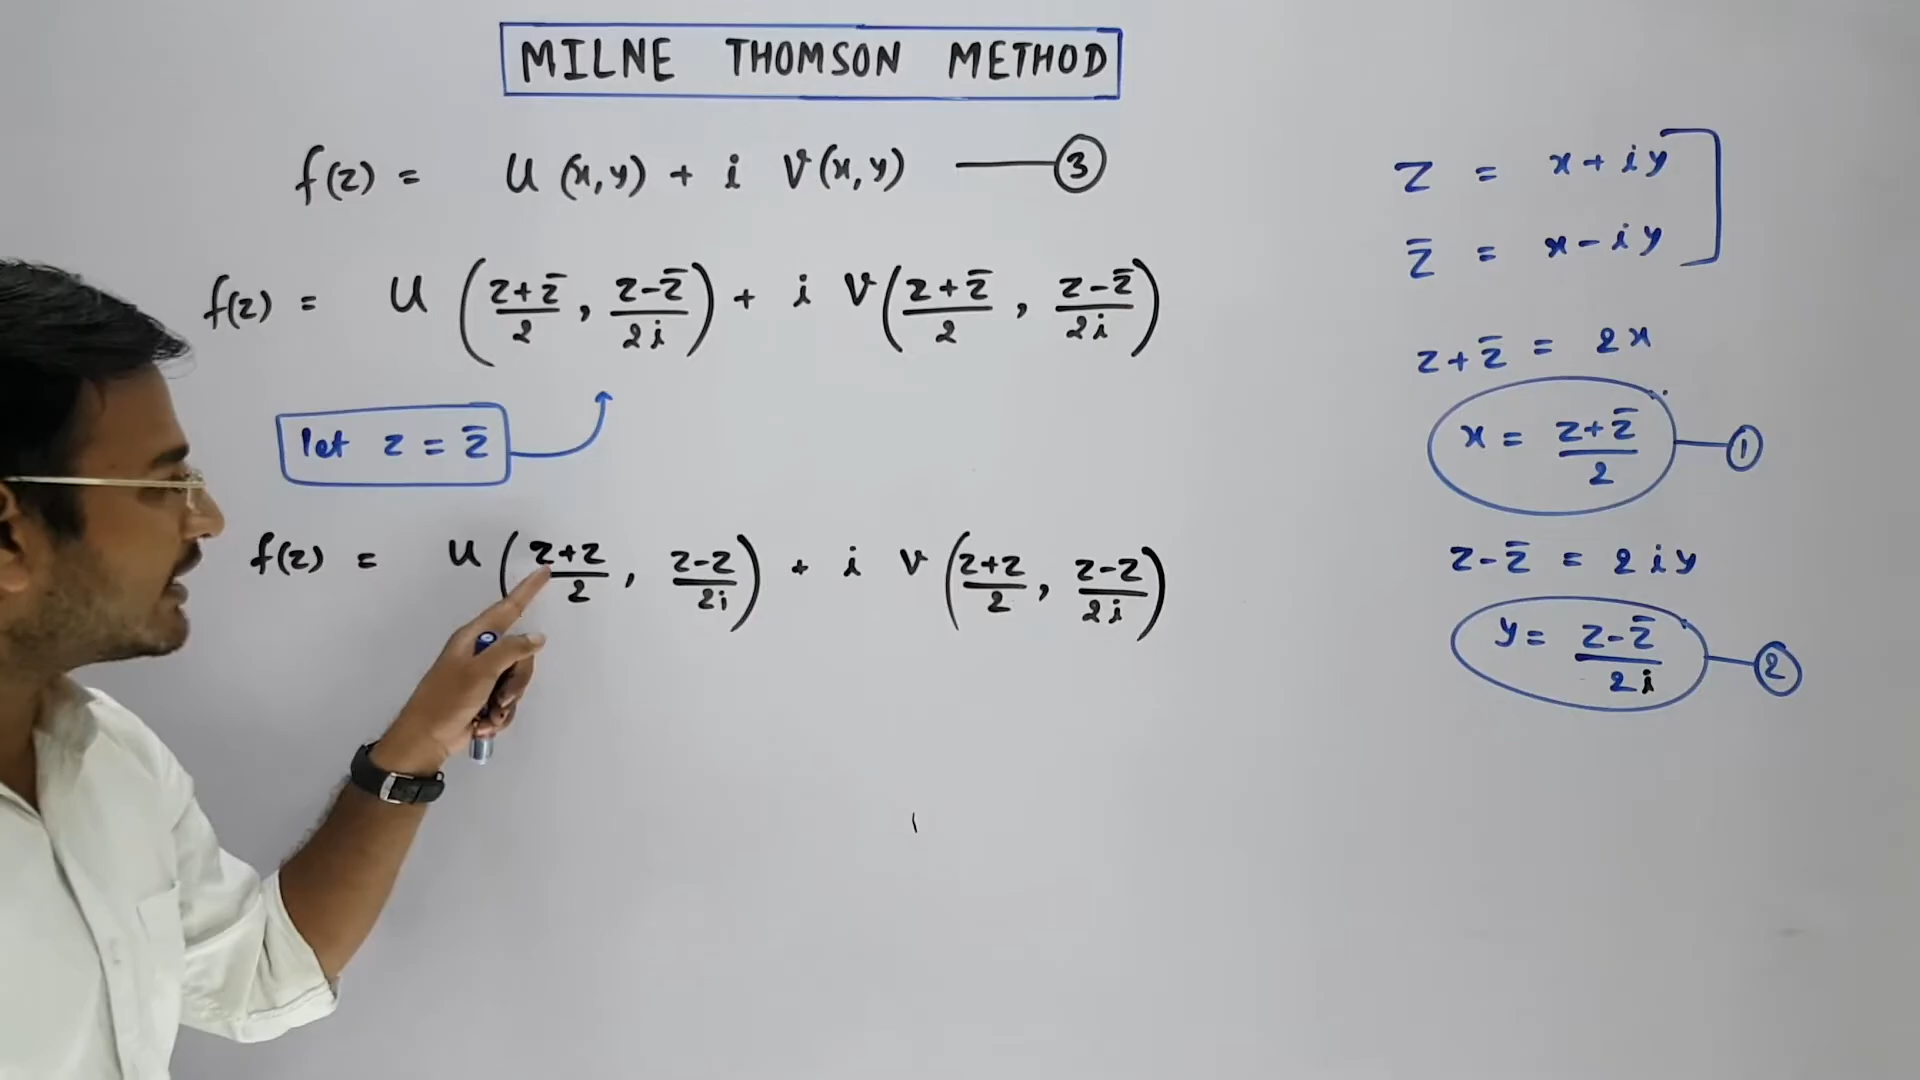 MILNE THOMSON METHOD
f(z) = u (x,y) + i v(x,y) —— ③
f(z) = u ( (z+z̄)/2 , (z-z̄)/2i ) + i v ( (z+z̄)/2 , (z-z̄)/2i )
let z = z̄
f(z) = u ( (z+z)/2 , (z-z)/2i ) + i v ( (z+z)/2 , (z-z)/2i )
z = x+iy
z̄ = x-iy
z+z̄ = 2x
x = (z+z̄)/2 —— ①
z-z̄ = 2iy
y = (z-z̄)/2i —— ②